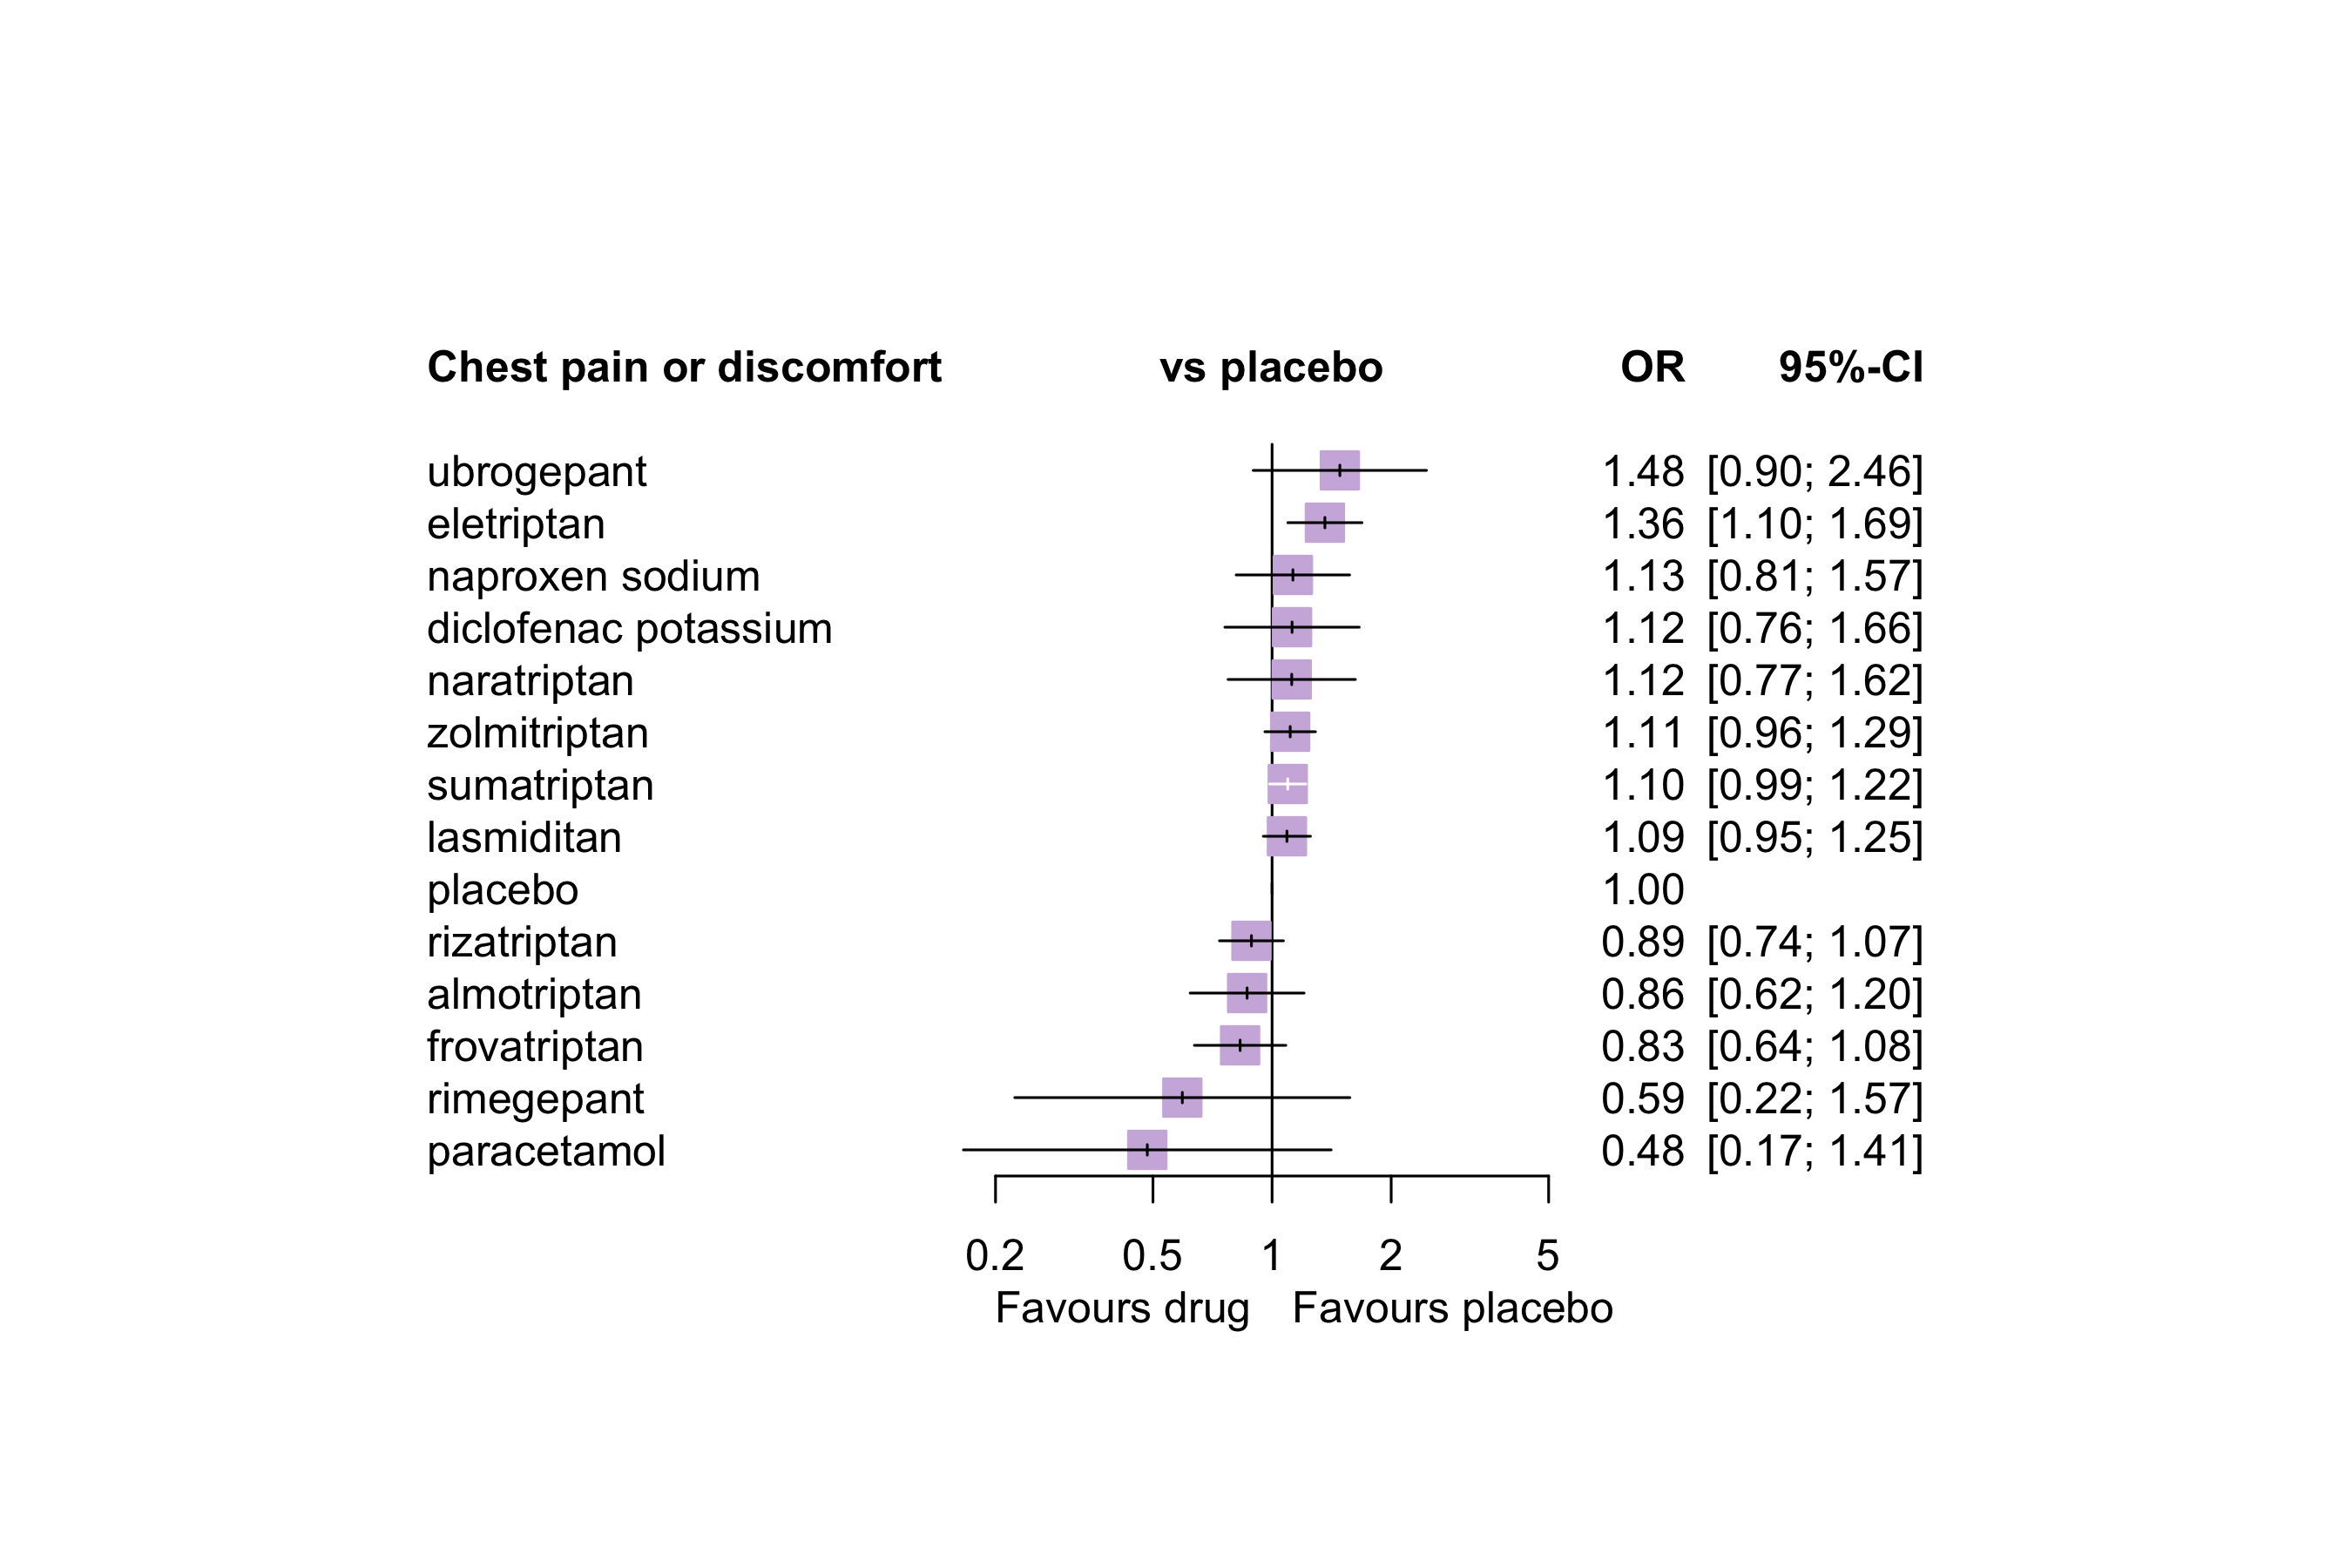 Chest pain or discomfort vs placebo OR 95%-CI
ubrogepant 1.48 [0.90; 2.46]
eletriptan 1.36 [1.10; 1.69]
naproxen sodium 1.13 [0.81; 1.57]
diclofenac potassium 1.12 [0.76; 1.66]
naratriptan 1.12 [0.77; 1.62]
zolmitriptan 1.11 [0.96; 1.29]
sumatriptan 1.10 [0.99; 1.22]
lasmiditan 1.09 [0.95; 1.25]
placebo 1.00
rizatriptan 0.89 [0.74; 1.07]
almotriptan 0.86 [0.62; 1.20]
frovatriptan 0.83 [0.64; 1.08]
rimegepant 0.59 [0.22; 1.57]
paracetamol 0.48 [0.17; 1.41]
0.2 0.5 1 2 5
Favours drug Favours placebo